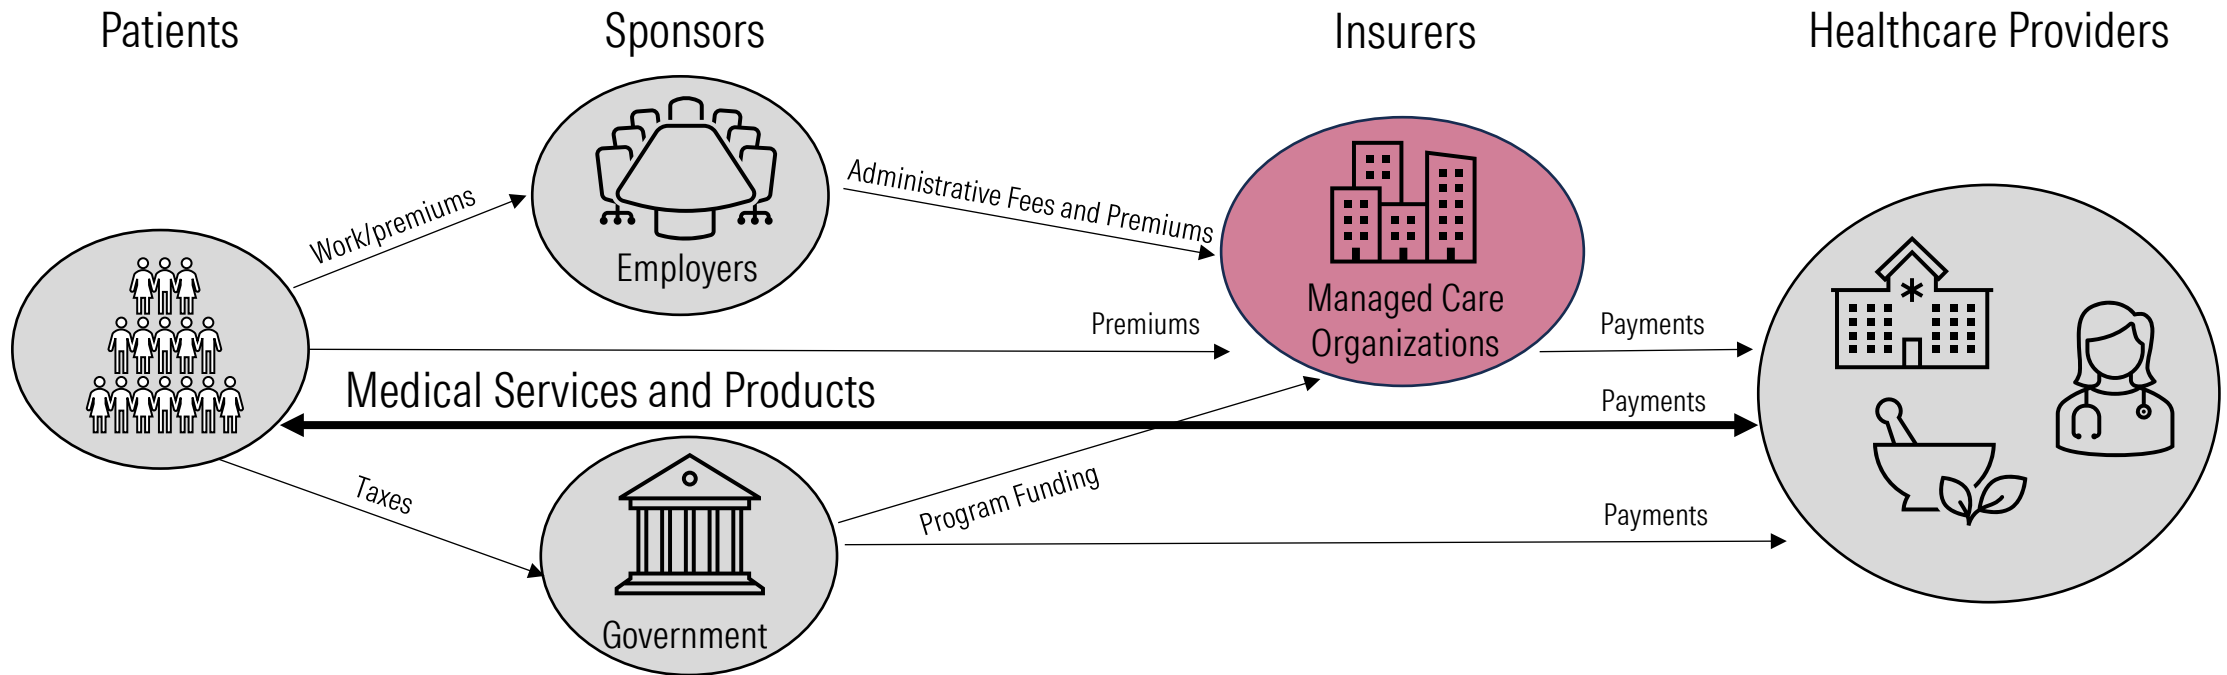 Patients
Sponsors
Insurers
Healthcare Providers
Work/premiums
Employers
Administrative Fees and Premiums
Managed Care
Organizations
Premiums
Payments
Medical Services and Products
Payments
Taxes
Program Funding
Payments
Government